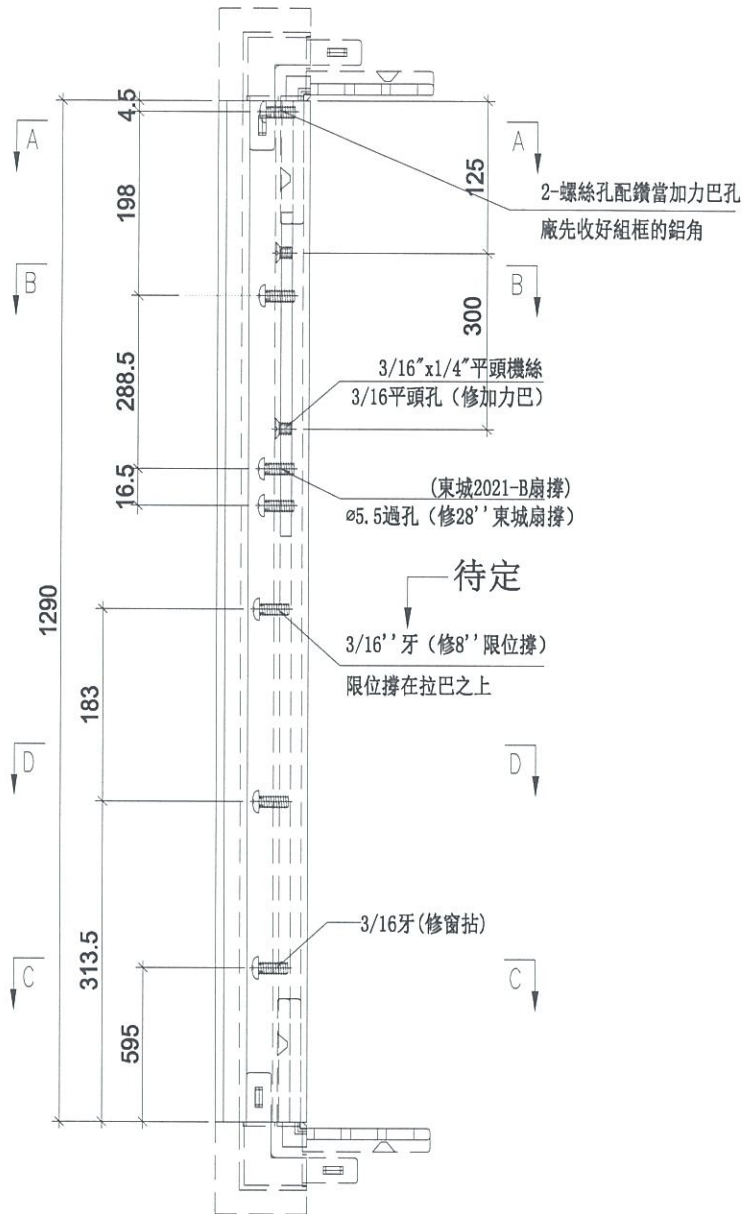 4.5
A
A
198
125
2-螺絲孔配鑽當加力巴孔
廠先收好組框的鋁角
B
B
300
288.5
3/16"x1/4"平頭機絲
3/16平頭孔（修加力巴）
16.5
(東城2021-B扇撐)
ø5.5過孔（修28''東城扇撐）
待定
1290
3/16''牙（修8''限位撐）
限位撐在拉巴之上
183
D
D
3/16牙(修窗拈)
C
C
313.5
595